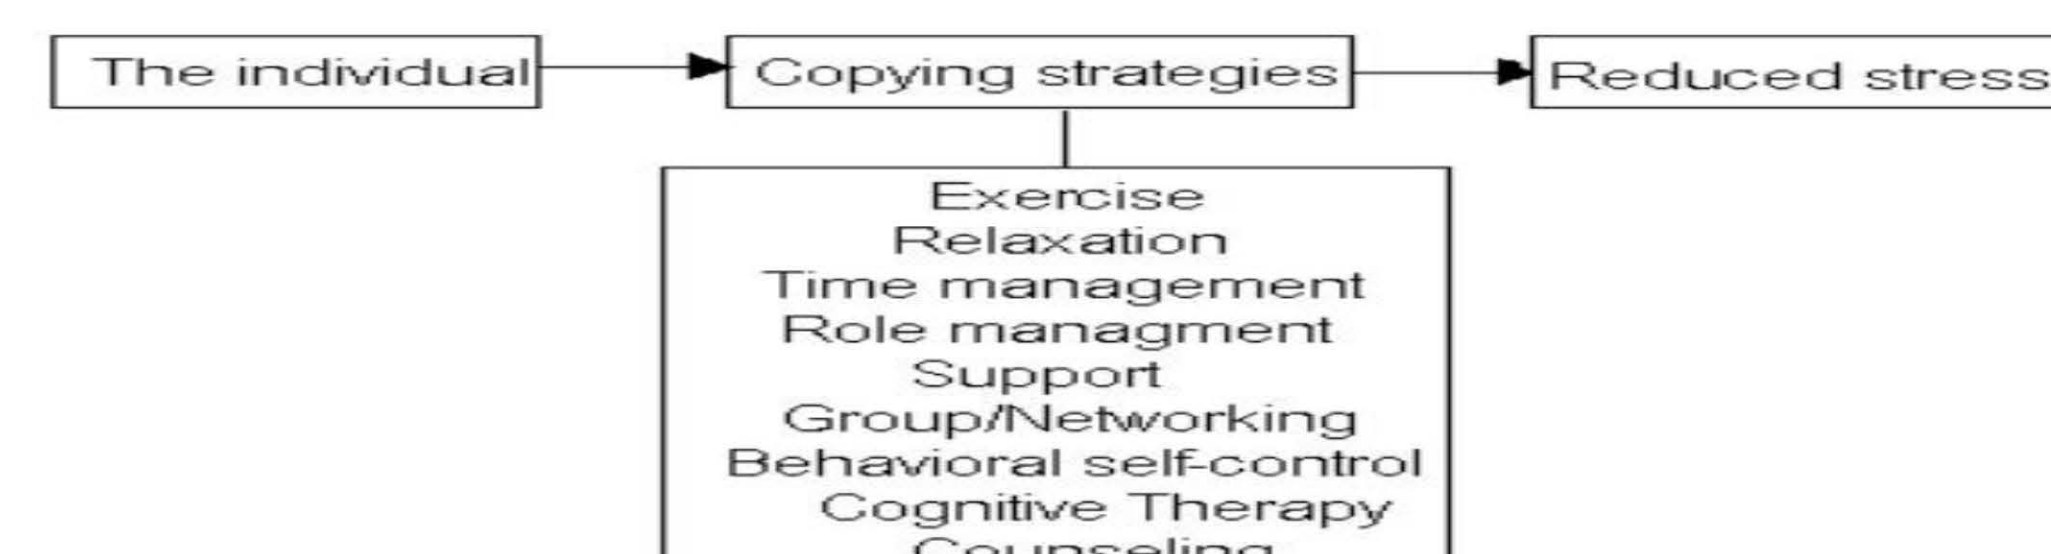 The individual
Copying strategies
Reduced stress
Exercise
Relaxation
Time management
Role managment
Support
Group/Networking
Behavioral self-control
Cognitive Therapy
Counseling